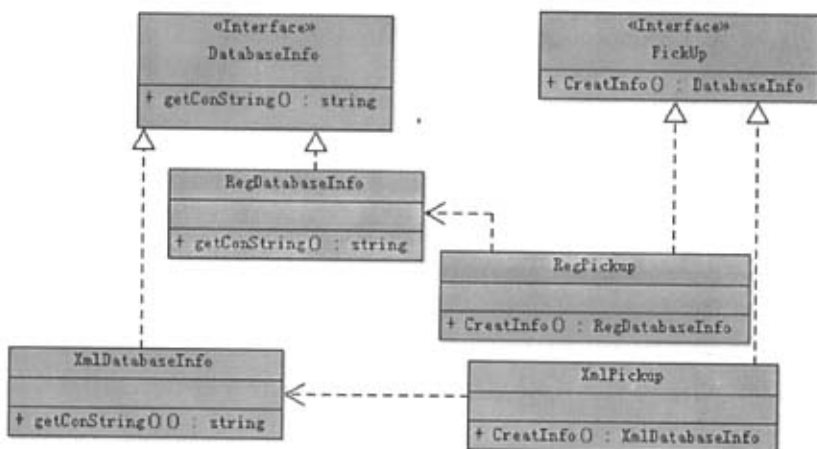 «Interface»
DatabaseInfo
+ getConString() : string
«Interface»
PickUp
+ CreatInfo() : DatabaseInfo
RegDatabaseInfo
+ getConString() : string
RegPickup
+ CreatInfo() : RegDatabaseInfo
XmlDatabaseInfo
+ getConString()() : string
XmlPickup
+ CreatInfo() : XmlDatabaseInfo